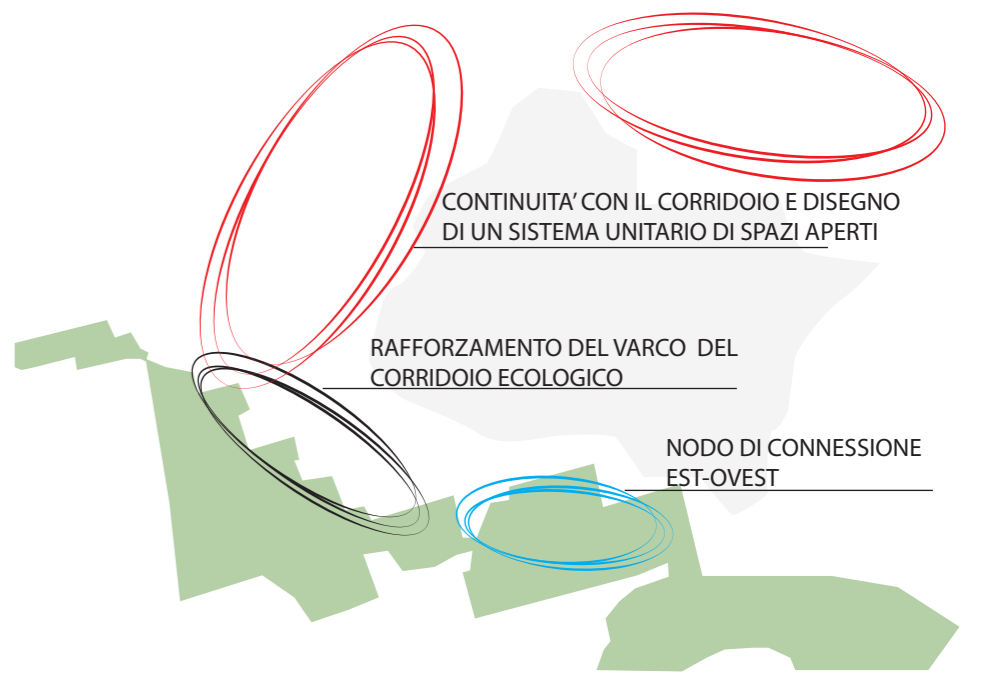 CONTINUITA' CON IL CORRIDOIO E DISEGNO
DI UN SISTEMA UNITARIO DI SPAZI APERTI
RAFFORZAMENTO DEL VARCO DEL
CORRIDOIO ECOLOGICO
NODO DI CONNESSIONE
EST-OVEST